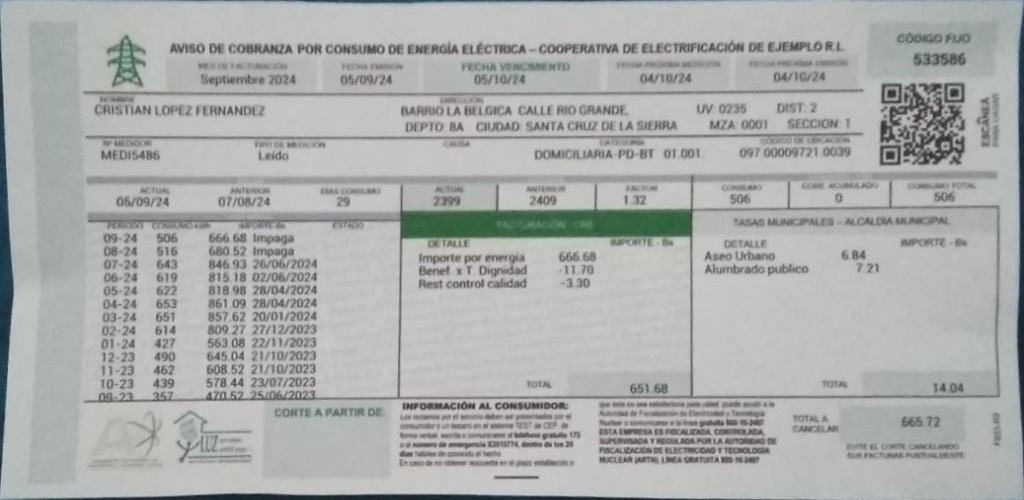 AVISO DE COBRANZA POR CONSUMO DE ENERGÍA ELÉCTRICA – COOPERATIVA DE ELECTRIFICACIÓN DE EJEMPLO R.L.
CÓDIGO FIJO
533586
MES DE FACTURACIÓN FECHA EMISIÓN FECHA VENCIMIENTO FECHA PRÓXIMA MEDICIÓN FECHA PRÓXIMA EMISIÓN
Septiembre 2024 05/09/24 05/10/24 04/10/24 04/10/24
NOMBRE DIRECCIÓN
CRISTIAN LOPEZ FERNANDEZ BARRIO LA BELGICA CALLE RIO GRANDE, UV: 0235 DIST: 2
DEPTO: 8A CIUDAD: SANTA CRUZ DE LA SIERRA MZA: 0001 SECCION: 1
ESCÁNEA
Nº MEDIDOR TIPO DE MEDICIÓN CAUSA CATEGORÍA CÓDIGO DE UBICACIÓN
MEDI5486 Leído DOMICILIARIA-PD-BT 01.001. 097.00009721.0039
ACTUAL ANTERIOR DIAS CONSUMO ACTUAL ANTERIOR FACTOR CONSUMO CONS. ACUMULADO CONSUMO TOTAL
05/09/24 07/08/24 29 2399 2409 1.32 506 0 506
PERIODO CONSUMO kWh IMPORTE-Bs ESTADO
09-24 506 666.68 Impaga
08-24 516 680.52 Impaga
07-24 643 846.93 26/06/2024
06-24 619 815.18 02/06/2024
05-24 622 818.98 28/04/2024
04-24 653 861.09 28/04/2024
03-24 651 857.62 20/01/2024
02-24 614 809.27 27/12/2023
01-24 427 563.08 22/11/2023
12-23 490 645.04 21/10/2023
11-23 462 608.52 21/10/2023
10-23 439 578.44 23/07/2023
09-23 357 470.52 25/06/2023
FACTURACIÓN - CRE
DETALLE IMPORTE - Bs
Importe por energía 666.68
Benef. x T. Dignidad -11.70
Rest control calidad -3.30
TOTAL 651.68
TASAS MUNICIPALES – ALCALDÍA MUNICIPAL
DETALLE IMPORTE - Bs
Aseo Urbano 6.84
Alumbrado publico 7.21
TOTAL 14.04
LUZ
CORTE A PARTIR DE:
INFORMACIÓN AL CONSUMIDOR:
Los reclamos por el servicio deben ser presentados por el
consumidor o un tercero en el sistema TEST de CEP, de
forma verbal, escrita o comunicarse al teléfono gratuito 175
o al número de emergencia X3512774, dentro de los 20
días hábiles de conocido el hecho
En caso de no obtener respuesta en el plazo establecido o
que esta no sea satisfactoria para usted, puede acudir a la
Autoridad de Fiscalización de Electricidad y Tecnología
Nuclear o comunicarse a la línea gratuita 800-10-2407
ESTA EMPRESA ES FISCALIZADA, CONTROLADA,
SUPERVISADA Y REGULADA POR LA AUTORIDAD DE
FISCALIZACIÓN DE ELECTRICIDAD Y TECNOLOGÍA
NUCLEAR (AETN), LÍNEA GRATUITA 800-10-2407
TOTAL A
CANCELAR
665.72
EVITE EL CORTE CANCELANDO
SUS FACTURAS PUNTUALMENTE